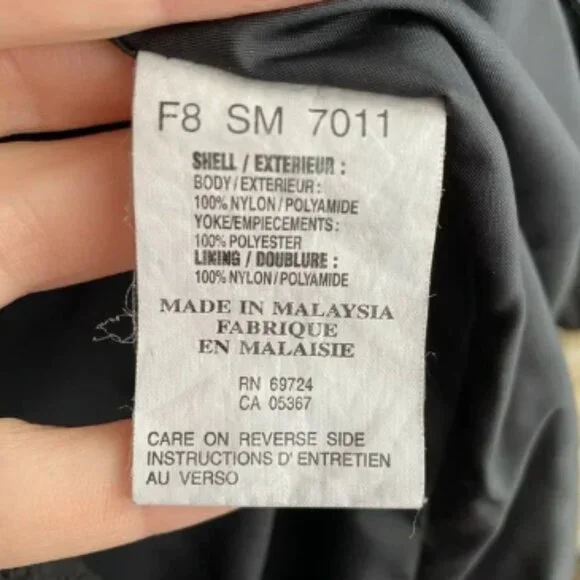 F8 SM 7011
SHELL / EXTERIEUR :
BODY / EXTERIEUR :
100% NYLON / POLYAMIDE
YOKE/EMPIECEMENTS :
100% POLYESTER
LINING / DOUBLURE :
100% NYLON / POLYAMIDE
MADE IN MALAYSIA
FABRIQUE
EN MALAISIE
RN 69724
CA 05367
CARE ON REVERSE SIDE
INSTRUCTIONS D' ENTRETIEN
AU VERSO